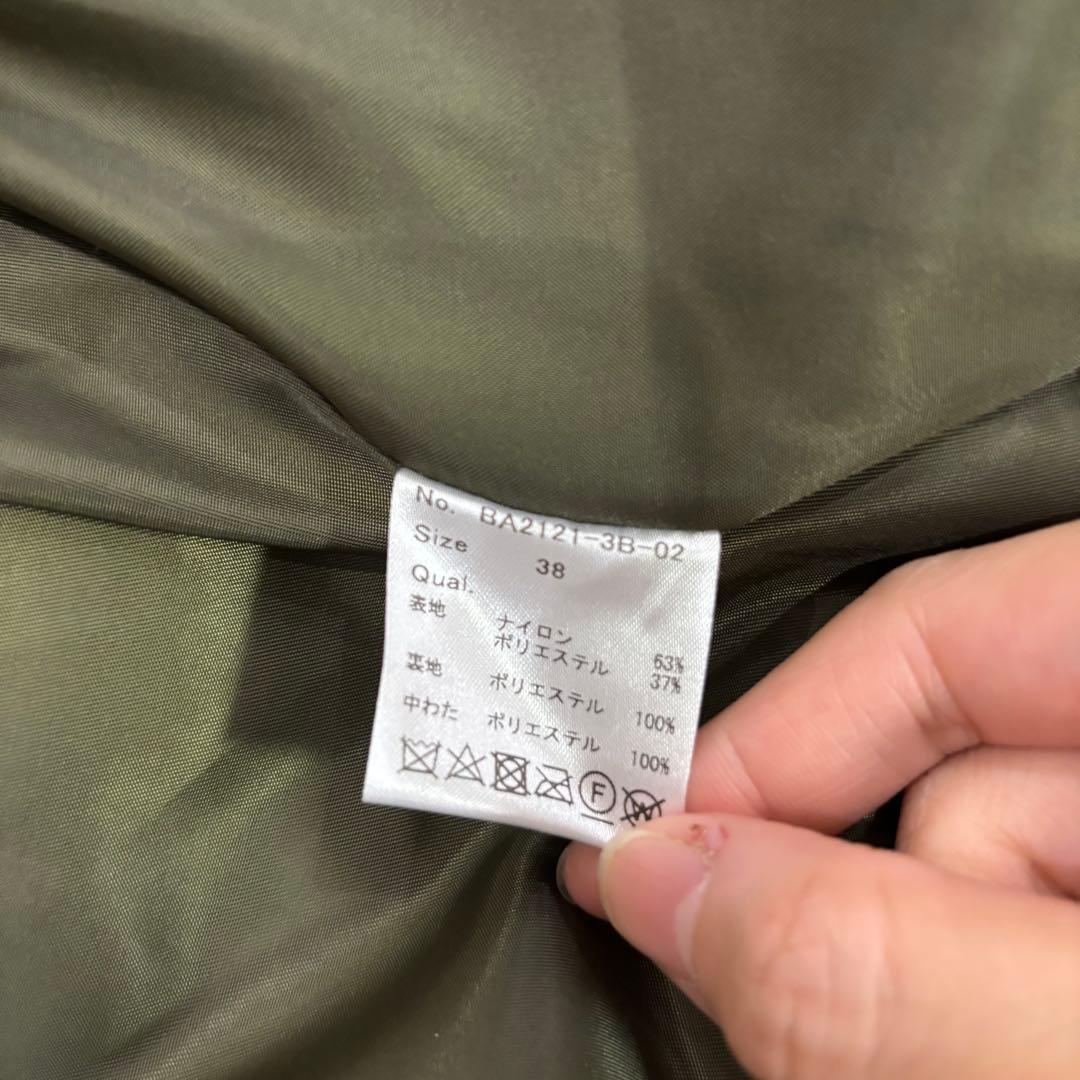 No. BA2121-3B-02
Size 38
Qual.
表地 ナイロン 63%
ポリエステル 37%
裏地 ポリエステル 100%
中わた ポリエステル 100%
F W